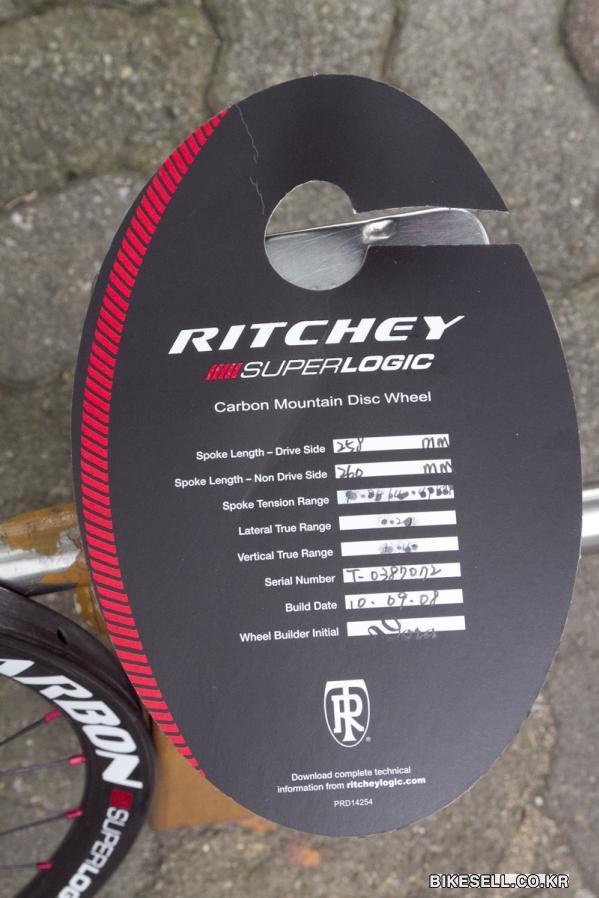 RITCHEY
SUPERLOGIC
Carbon Mountain Disc Wheel
Spoke Length – Drive Side 258 mm
Spoke Length – Non Drive Side 260 mm
Spoke Tension Range
Lateral True Range
Vertical True Range
Serial Number T-0387072
Build Date 10.09.08
Wheel Builder Initial
R
®
Download complete technical
information from ritcheylogic.com
PRD14254
ARBON
SUPERLOGI
BIKESELL.CO.KR